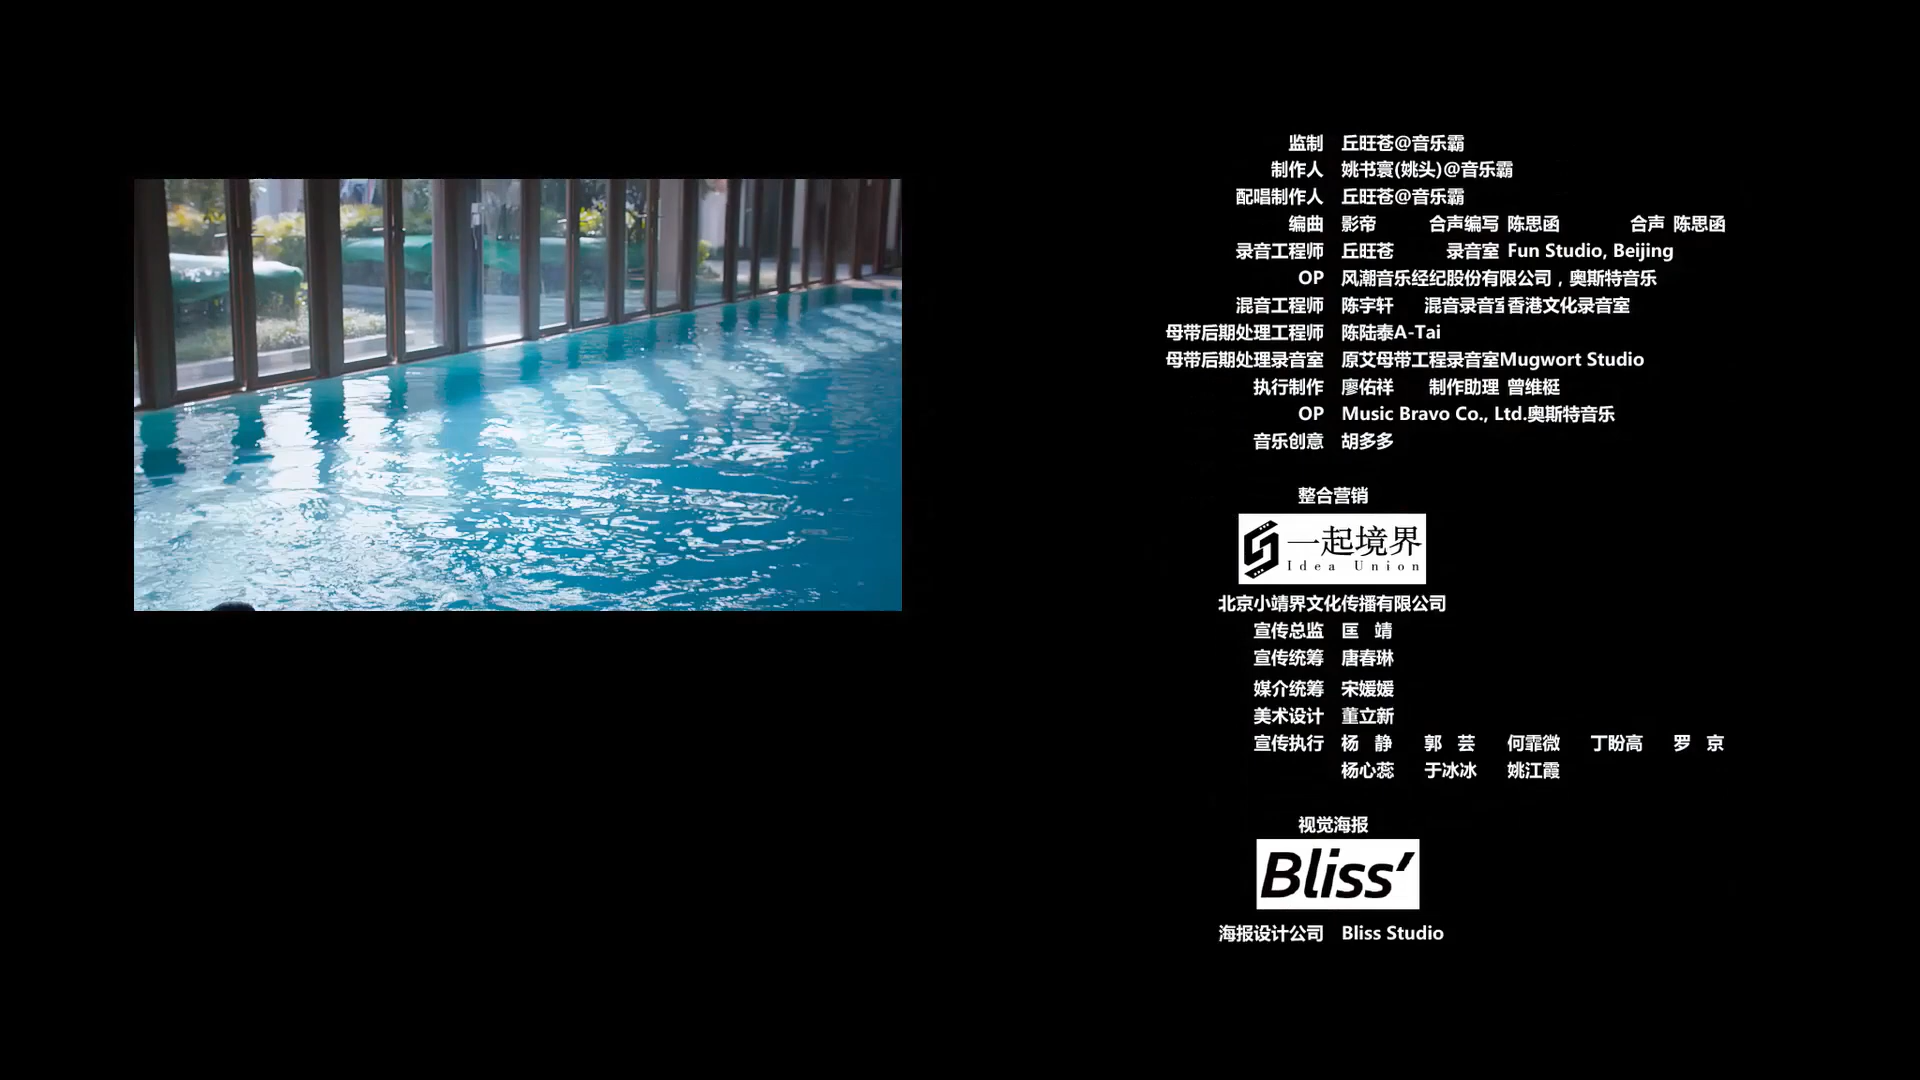 监制 丘旺苍@音乐霸
制作人 姚书寰(姚头)@音乐霸
配唱制作人 丘旺苍@音乐霸
编曲 影帝 合声编写 陈思函 合声 陈思函
录音工程师 丘旺苍 录音室 Fun Studio, Beijing
OP 风潮音乐经纪股份有限公司，奥斯特音乐
混音工程师 陈宇轩 混音录音室香港文化录音室
母带后期处理工程师 陈陆泰A-Tai
母带后期处理录音室 原艾母带工程录音室Mugwort Studio
执行制作 廖佑祥 制作助理 曾维梃
OP Music Bravo Co., Ltd.奥斯特音乐
音乐创意 胡多多
整合营销
一起境界
Idea Union
北京小靖界文化传播有限公司
宣传总监 匡 靖
宣传统筹 唐春琳
媒介统筹 宋媛媛
美术设计 董立新
宣传执行 杨 静 郭 芸 何霏微 丁盼高 罗 京
杨心蕊 于冰冰 姚江霞
视觉海报
Bliss'
海报设计公司 Bliss Studio